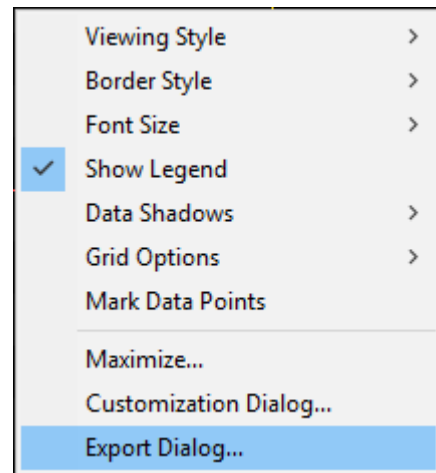 Viewing Style
Border Style
Font Size
Show Legend
Data Shadows
Grid Options
Mark Data Points
Maximize...
Customization Dialog...
Export Dialog...